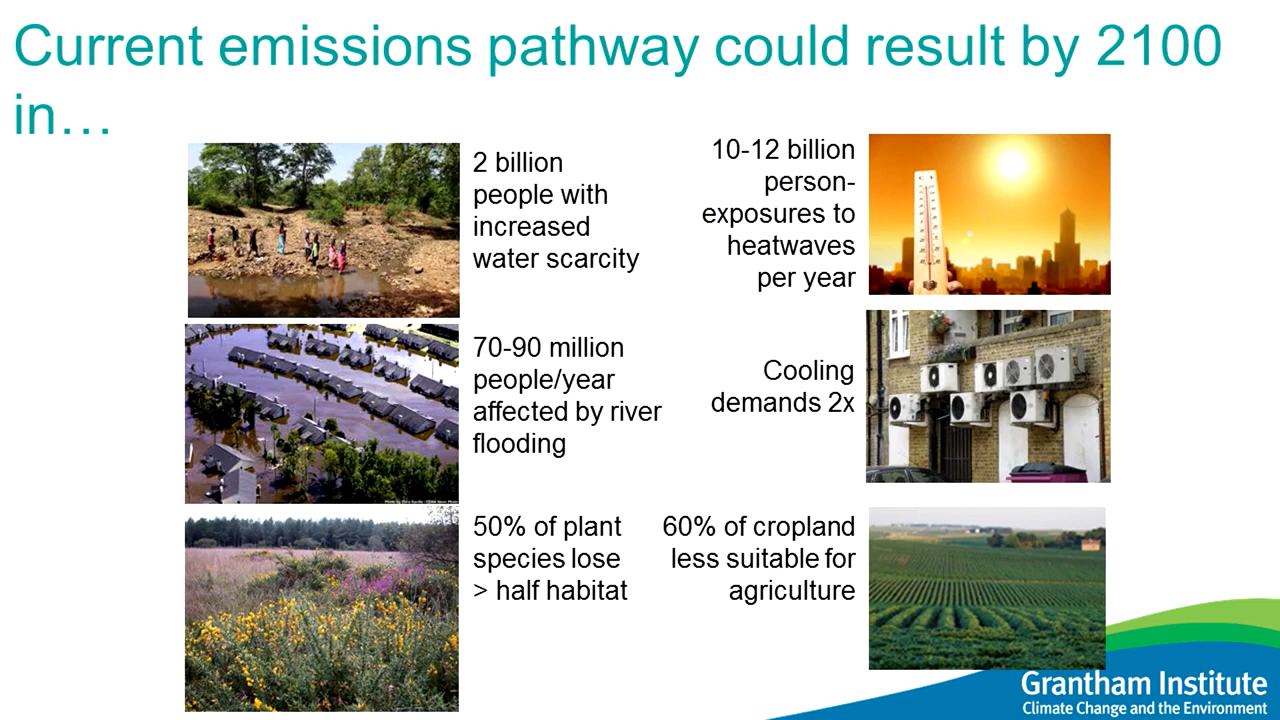 Current emissions pathway could result by 2100
in…
2 billion
people with
increased
water scarcity
10-12 billion
person-
exposures to
heatwaves
per year
70-90 million
people/year
affected by river
flooding
Cooling
demands 2x
50% of plant
species lose
> half habitat
60% of cropland
less suitable for
agriculture
Grantham Institute
Climate Change and the Environment